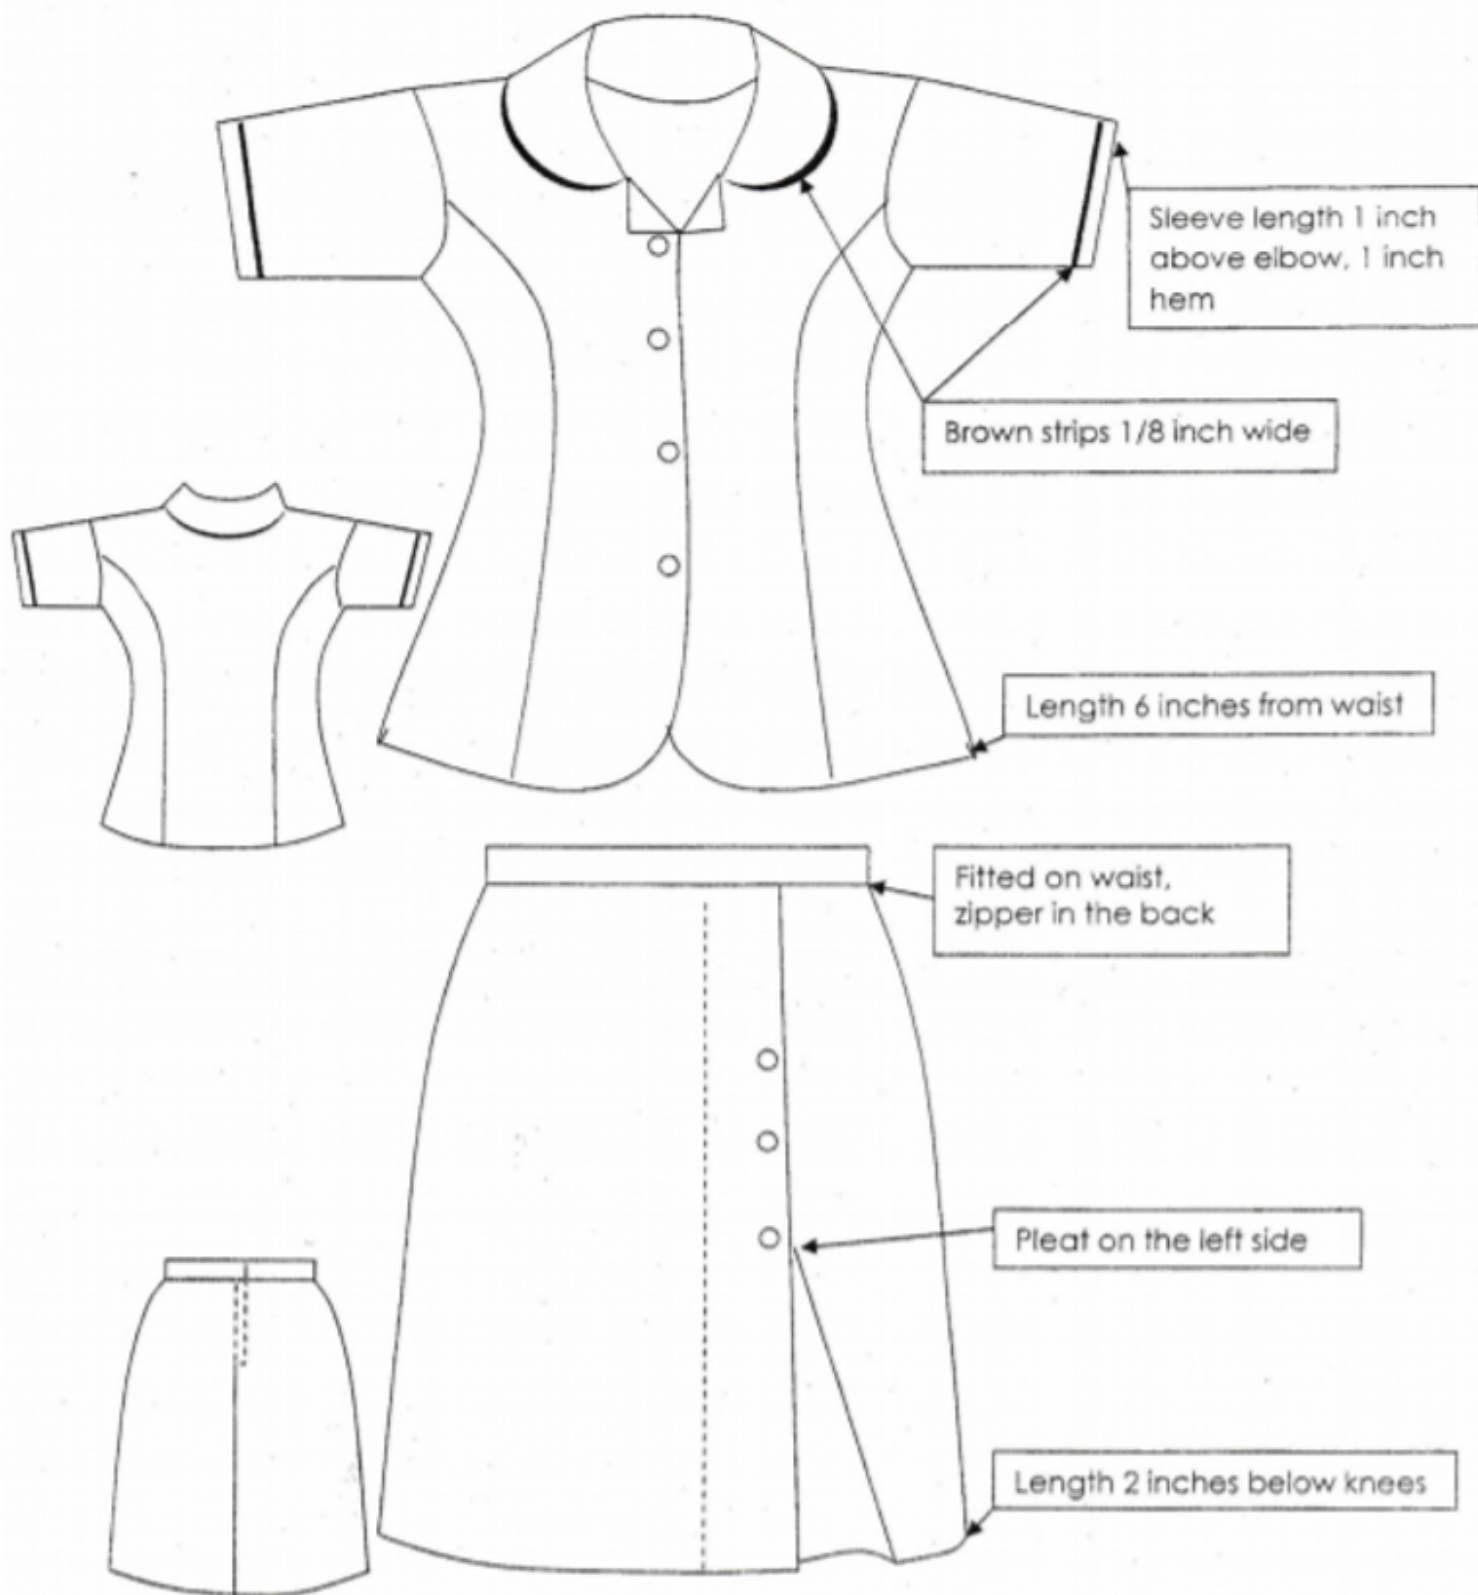 Sleeve length 1 inch
above elbow, 1 inch
hem
Brown strips 1/8 inch wide
Length 6 inches from waist
Fitted on waist,
zipper in the back
Pleat on the left side
Length 2 inches below knees